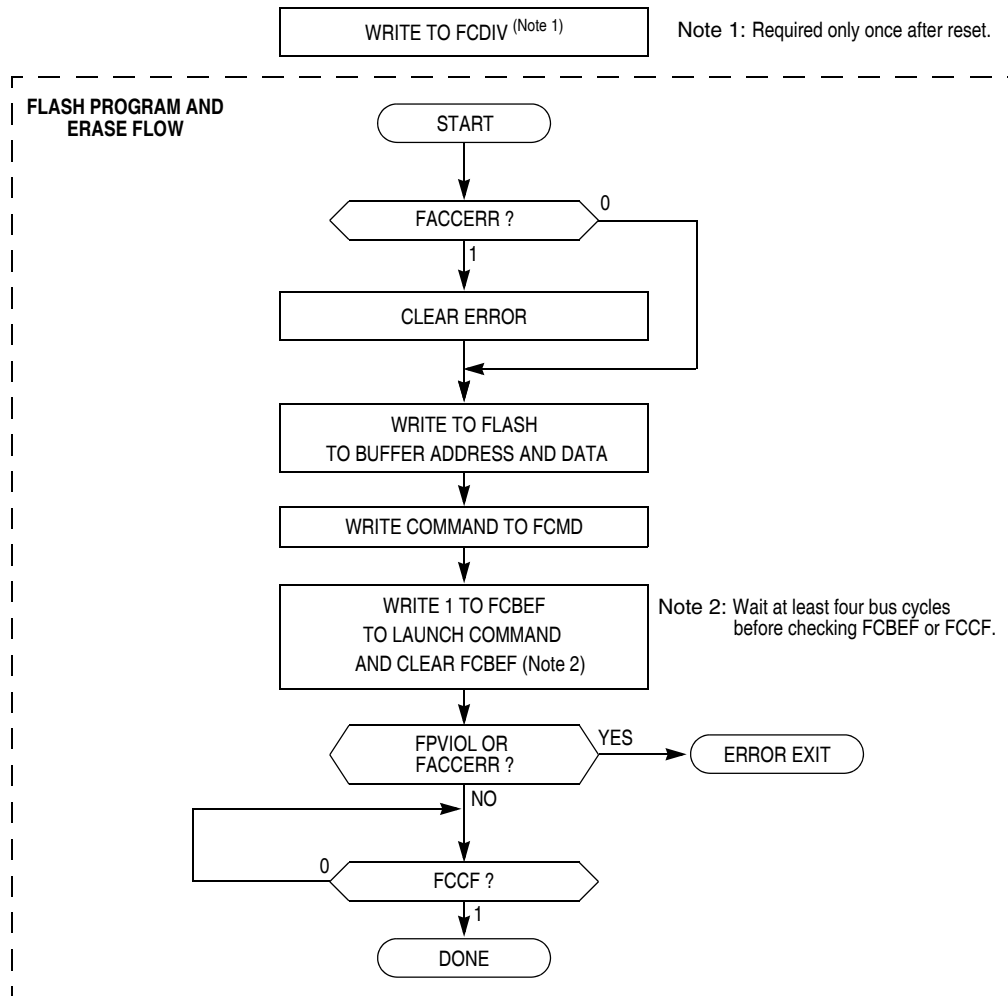 WRITE TO FCDIV (Note 1)
Note 1: Required only once after reset.
FLASH PROGRAM AND
ERASE FLOW
START
FACCERR ?
0
1
CLEAR ERROR
WRITE TO FLASH
TO BUFFER ADDRESS AND DATA
WRITE COMMAND TO FCMD
WRITE 1 TO FCBEF
TO LAUNCH COMMAND
AND CLEAR FCBEF (Note 2)
Note 2: Wait at least four bus cycles
before checking FCBEF or FCCF.
FPVIOL OR
FACCERR ?
YES
ERROR EXIT
NO
0
FCCF ?
1
DONE